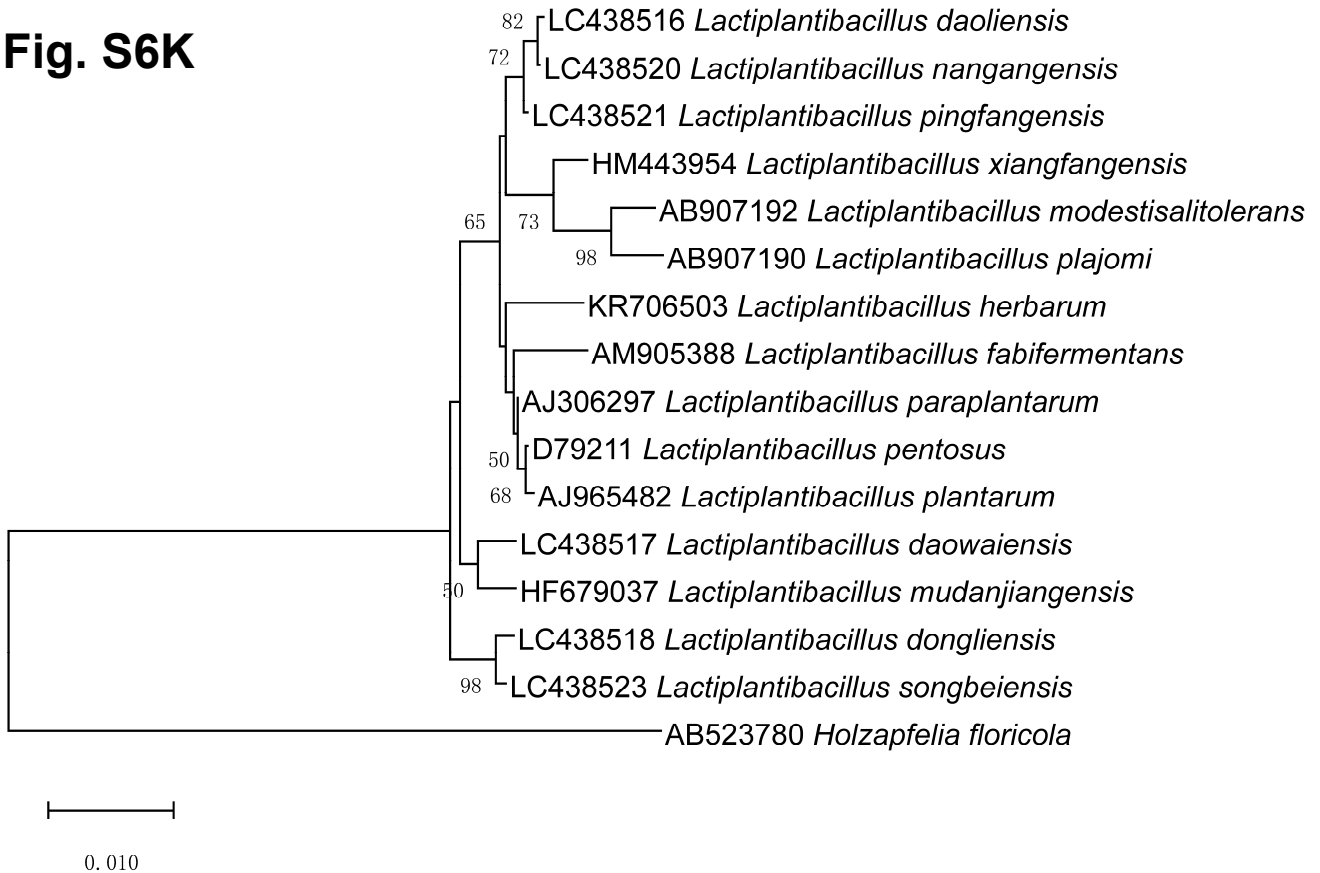 Fig. S6K
82
LC438516 Lactiplantibacillus daoliensis
72
LC438520 Lactiplantibacillus nangangensis
LC438521 Lactiplantibacillus pingfangensis
HM443954 Lactiplantibacillus xiangfangensis
65
73
AB907192 Lactiplantibacillus modestisalitolerans
98
AB907190 Lactiplantibacillus plajomi
KR706503 Lactiplantibacillus herbarum
AM905388 Lactiplantibacillus fabifermentans
AJ306297 Lactiplantibacillus paraplantarum
50
D79211 Lactiplantibacillus pentosus
68
AJ965482 Lactiplantibacillus plantarum
LC438517 Lactiplantibacillus daowaiensis
50
HF679037 Lactiplantibacillus mudanjiangensis
LC438518 Lactiplantibacillus dongliensis
98
LC438523 Lactiplantibacillus songbeiensis
AB523780 Holzapfelia floricola
0.010